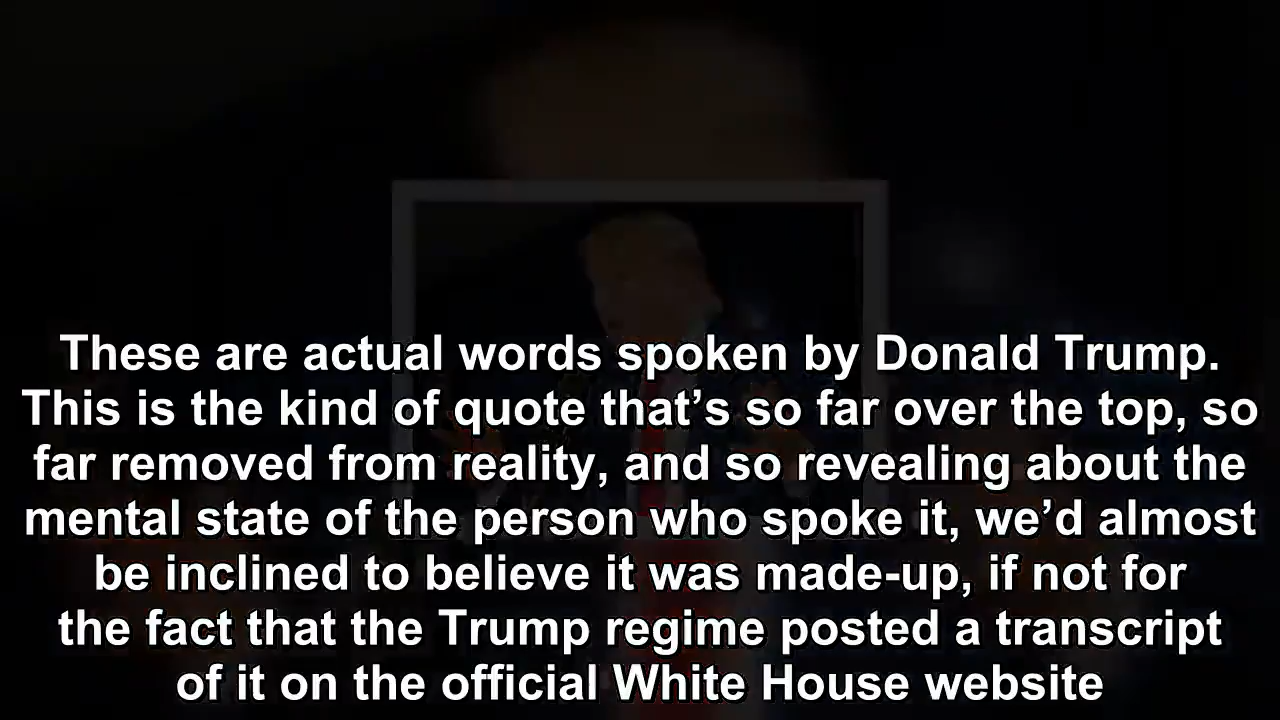 These are actual words spoken by Donald Trump.
This is the kind of quote that’s so far over the top, so
far removed from reality, and so revealing about the
mental state of the person who spoke it, we’d almost
be inclined to believe it was made-up, if not for
the fact that the Trump regime posted a transcript
of it on the official White House website